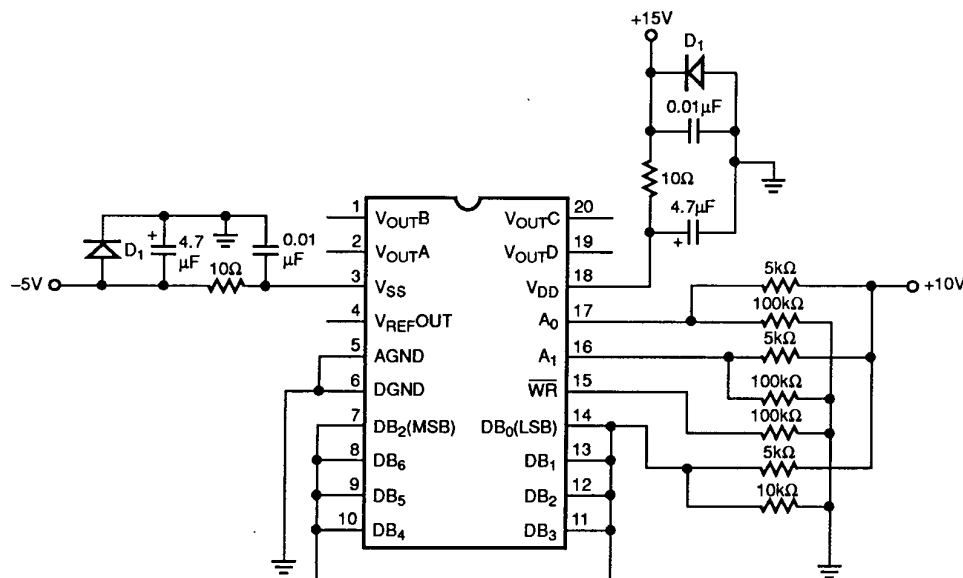 +15V
D1
0.01µF
10Ω
4.7µF
+
1 VOUTB VOUTC 20
2 VOUTA VOUTD 19
3 VSS VDD 18
4 VREFOUT A0 17
5 AGND A1 16
6 DGND WR 15
7 DB2(MSB) DB0(LSB) 14
8 DB6 DB1 13
9 DB5 DB2 12
10 DB4 DB3 11
D1
+
4.7
µF
0.01
µF
10Ω
–5V
5kΩ
+10V
100kΩ
5kΩ
100kΩ
100kΩ
5kΩ
10kΩ